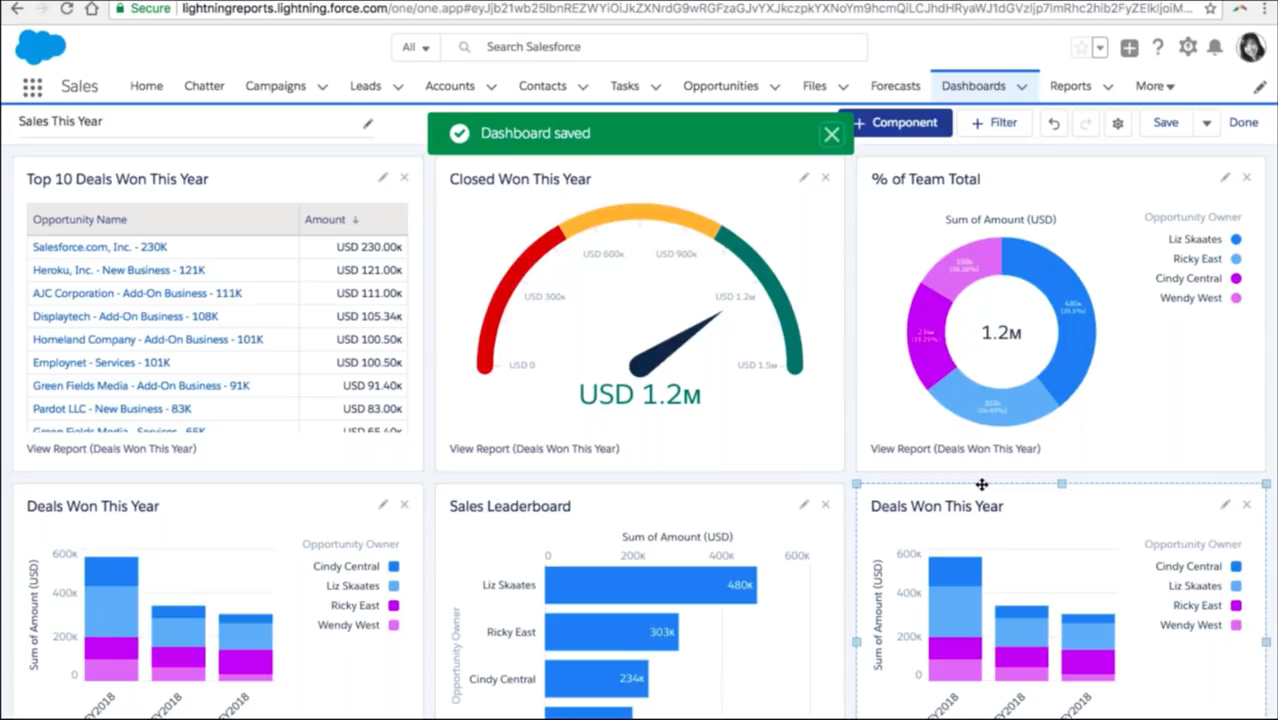 Secure
All
Search Salesforce
Sales
Home
Chatter
Campaigns
Leads
Accounts
Contacts
Tasks
Opportunities
Files
Forecasts
Dashboards
Reports
More
Sales This Year
Dashboard saved
+ Component
+ Filter
Save
Done
Top 10 Deals Won This Year
Opportunity Name Amount ↓
Salesforce.com, Inc. - 230K USD 230.00K
Heroku, Inc. - New Business - 121K USD 121.00K
AJC Corporation - Add-On Business - 111K USD 111.00K
Displaytech - Add-On Business - 108K USD 105.34K
Homeland Company - Add-On Business - 101K USD 100.50K
Employnet - Services - 101K USD 100.50K
Green Fields Media - Add-On Business - 91K USD 91.40K
Pardot LLC - New Business - 83K USD 83.00K
Green Fields Media - Services - 65K USD 65.40K
View Report (Deals Won This Year)
Closed Won This Year
USD 0
USD 300K
USD 600K
USD 900K
USD 1.2M
USD 1.5M
USD 1.2M
View Report (Deals Won This Year)
% of Team Total
Sum of Amount (USD)
Opportunity Owner
Liz Skaates
Ricky East
Cindy Central
Wendy West
480K
234K
1.2M
View Report (Deals Won This Year)
Deals Won This Year
Sum of Amount (USD)
600K
400K
200K
0
Opportunity Owner
Cindy Central
Liz Skaates
Ricky East
Wendy West
Sales Leaderboard
Sum of Amount (USD)
0 200K 400K 600K
Opportunity Owner
Liz Skaates 480K
Ricky East 303K
Cindy Central 234K
Deals Won This Year
Sum of Amount (USD)
600K
400K
200K
0
Opportunity Owner
Cindy Central
Liz Skaates
Ricky East
Wendy West